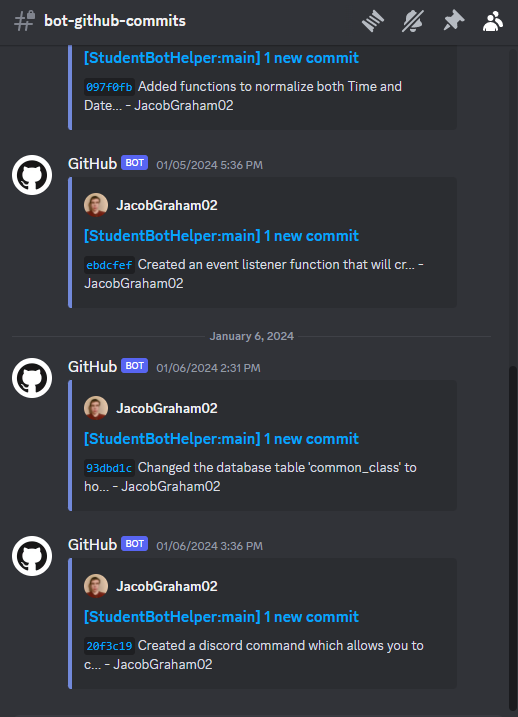 bot-github-commits
[StudentBotHelper:main] 1 new commit
097f0fb Added functions to normalize both Time and
Date... - JacobGraham02
GitHub BOT 01/05/2024 5:36 PM
JacobGraham02
[StudentBotHelper:main] 1 new commit
ebdcfef Created an event listener function that will cr... -
JacobGraham02
January 6, 2024
GitHub BOT 01/06/2024 2:31 PM
JacobGraham02
[StudentBotHelper:main] 1 new commit
93dbd1c Changed the database table 'common_class' to
ho... - JacobGraham02
GitHub BOT 01/06/2024 3:36 PM
JacobGraham02
[StudentBotHelper:main] 1 new commit
20f3c19 Created a discord command which allows you to
c... - JacobGraham02